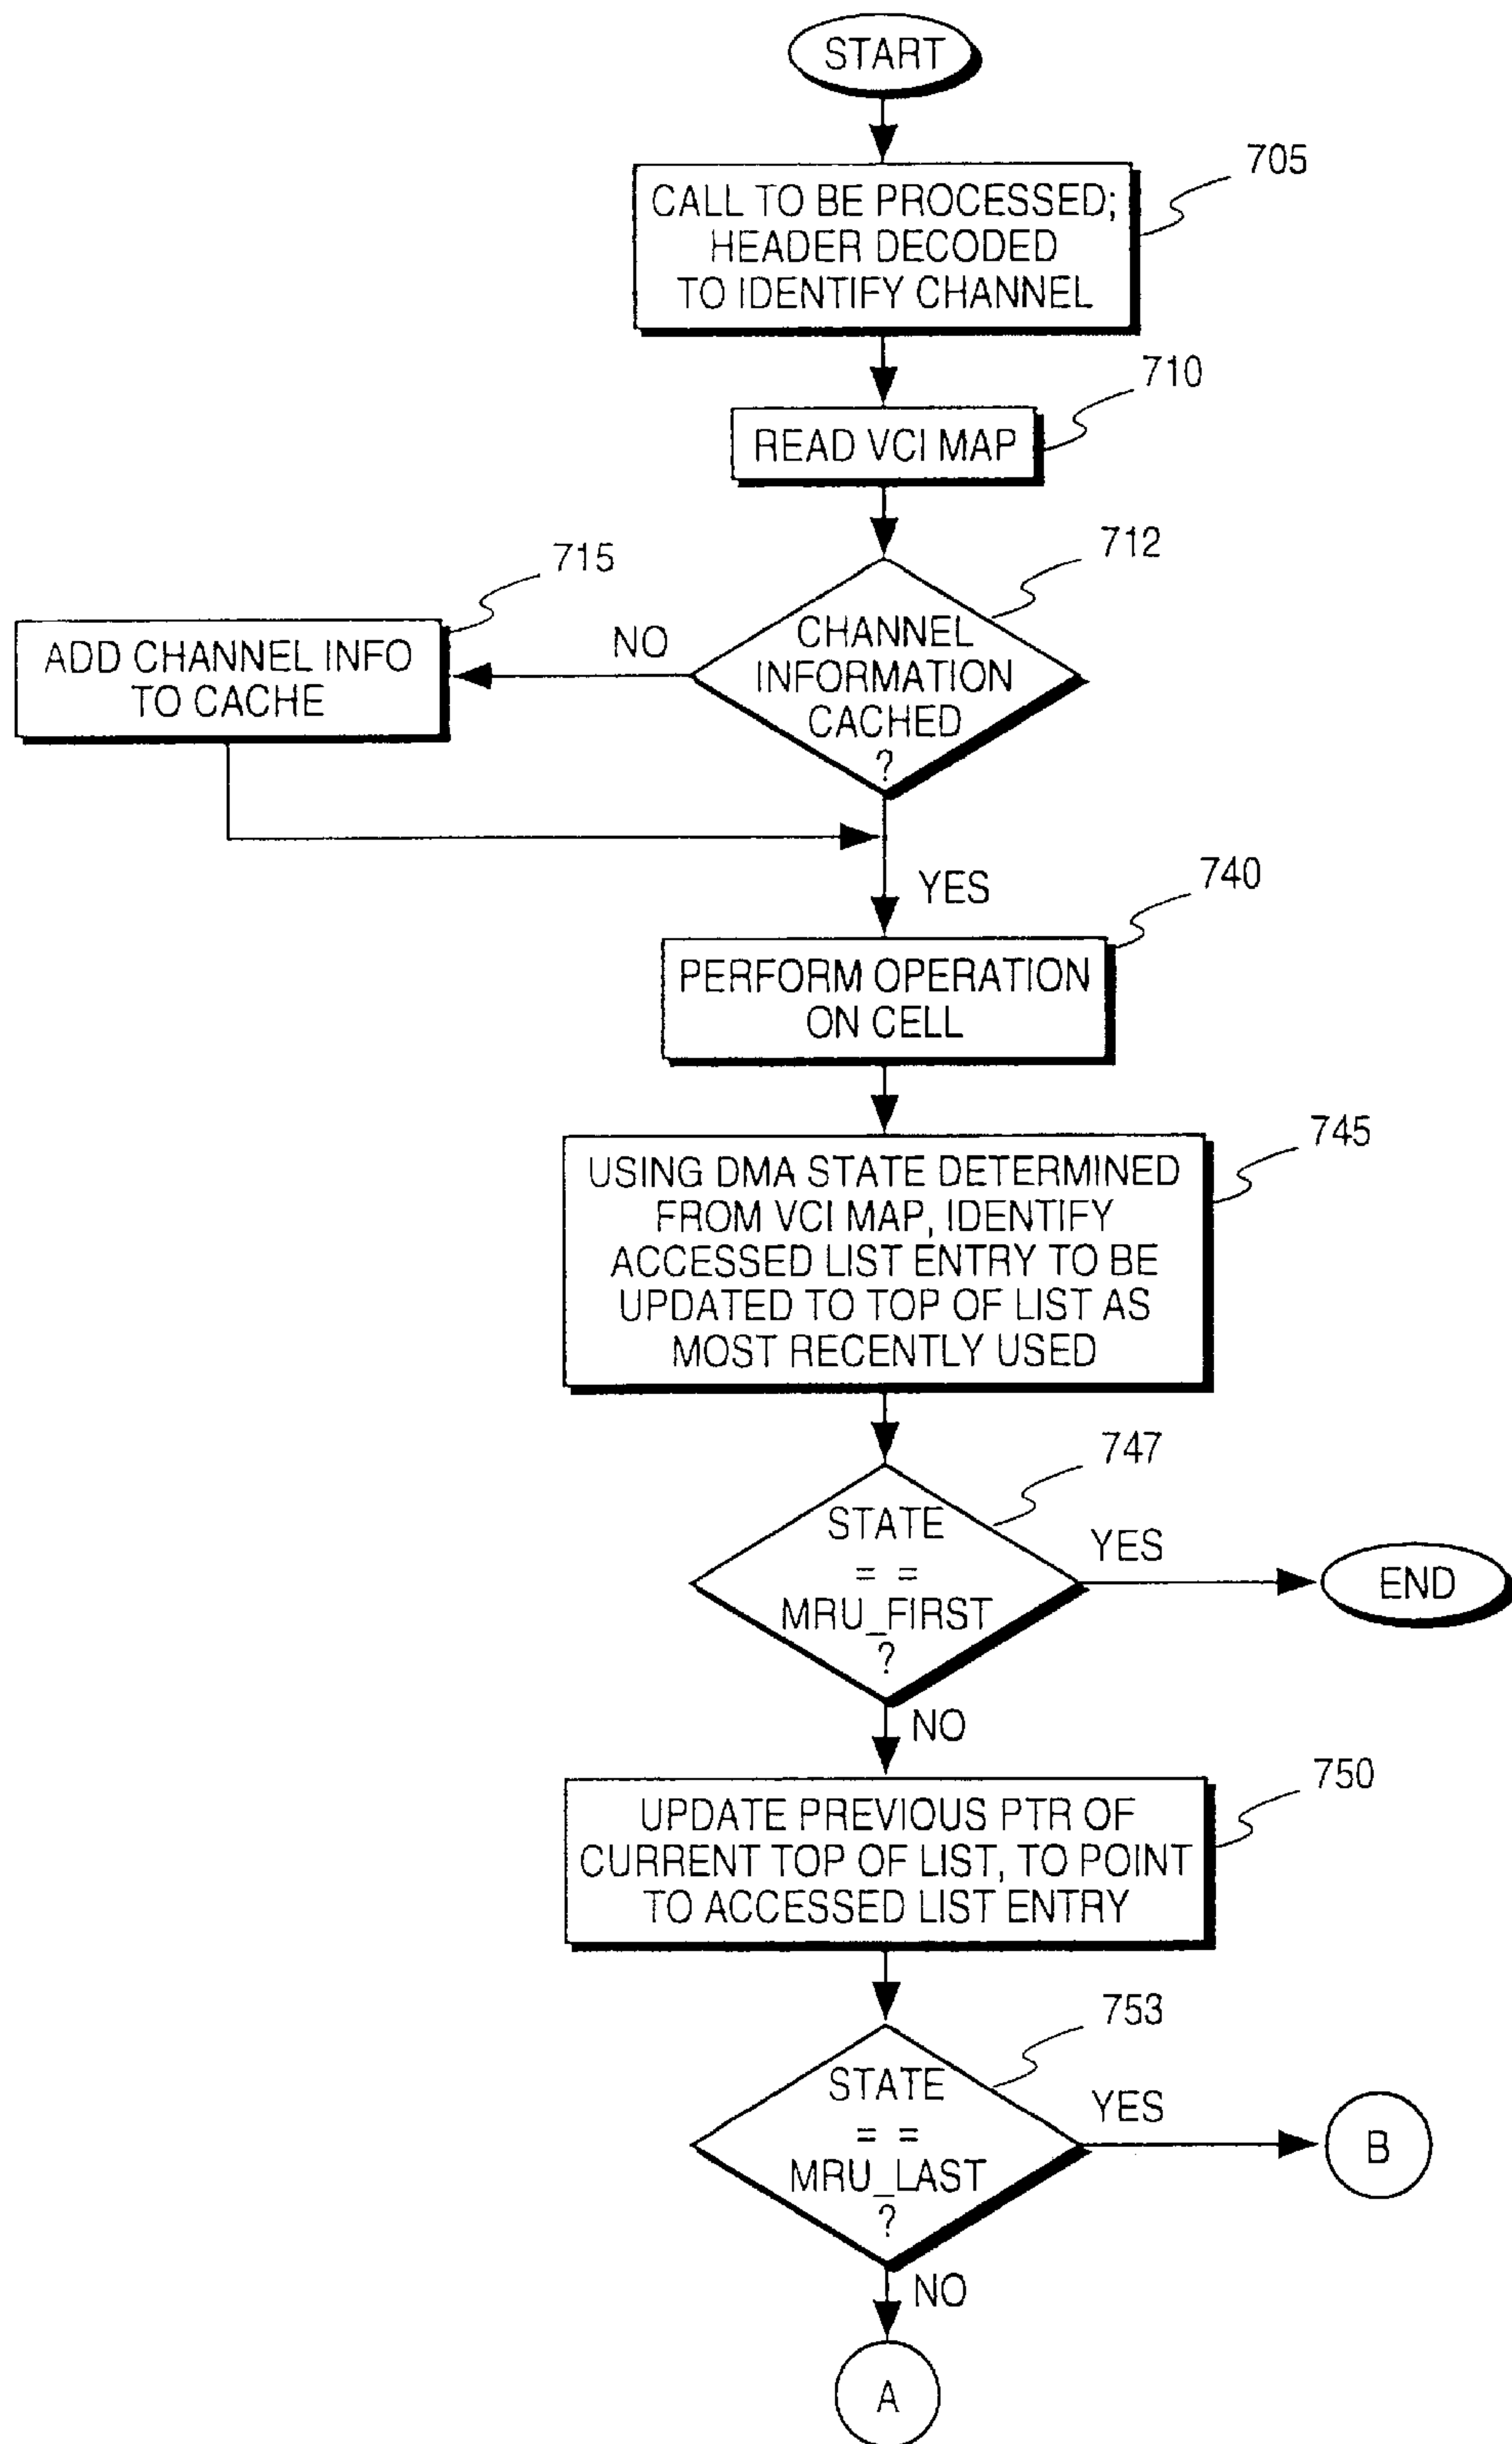 START
705
CALL TO BE PROCESSED;
HEADER DECODED
TO IDENTIFY CHANNEL
710
READ VCI MAP
712
715
CHANNEL
INFORMATION
CACHED
?
NO
ADD CHANNEL INFO
TO CACHE
YES
740
PERFORM OPERATION
ON CELL
745
USING DMA STATE DETERMINED
FROM VCI MAP, IDENTIFY
ACCESSED LIST ENTRY TO BE
UPDATED TO TOP OF LIST AS
MOST RECENTLY USED
747
STATE
= =
MRU_FIRST
?
YES
END
NO
750
UPDATE PREVIOUS PTR OF
CURRENT TOP OF LIST, TO POINT
TO ACCESSED LIST ENTRY
753
STATE
= =
MRU_LAST
?
YES
B
NO
A